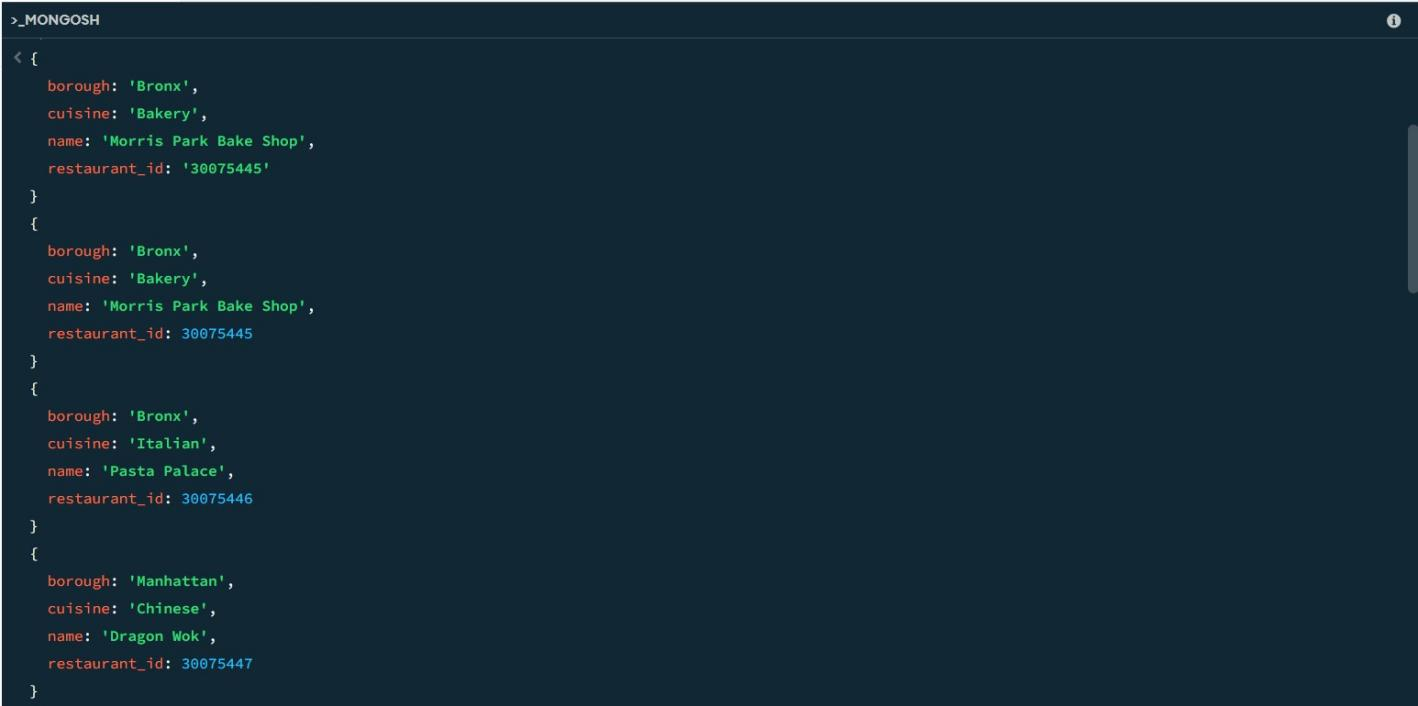 >_MONGOSH
{
borough: 'Bronx',
cuisine: 'Bakery',
name: 'Morris Park Bake Shop',
restaurant_id: '30075445'
}
{
borough: 'Bronx',
cuisine: 'Bakery',
name: 'Morris Park Bake Shop',
restaurant_id: 30075445
}
{
borough: 'Bronx',
cuisine: 'Italian',
name: 'Pasta Palace',
restaurant_id: 30075446
}
{
borough: 'Manhattan',
cuisine: 'Chinese',
name: 'Dragon Wok',
restaurant_id: 30075447
}